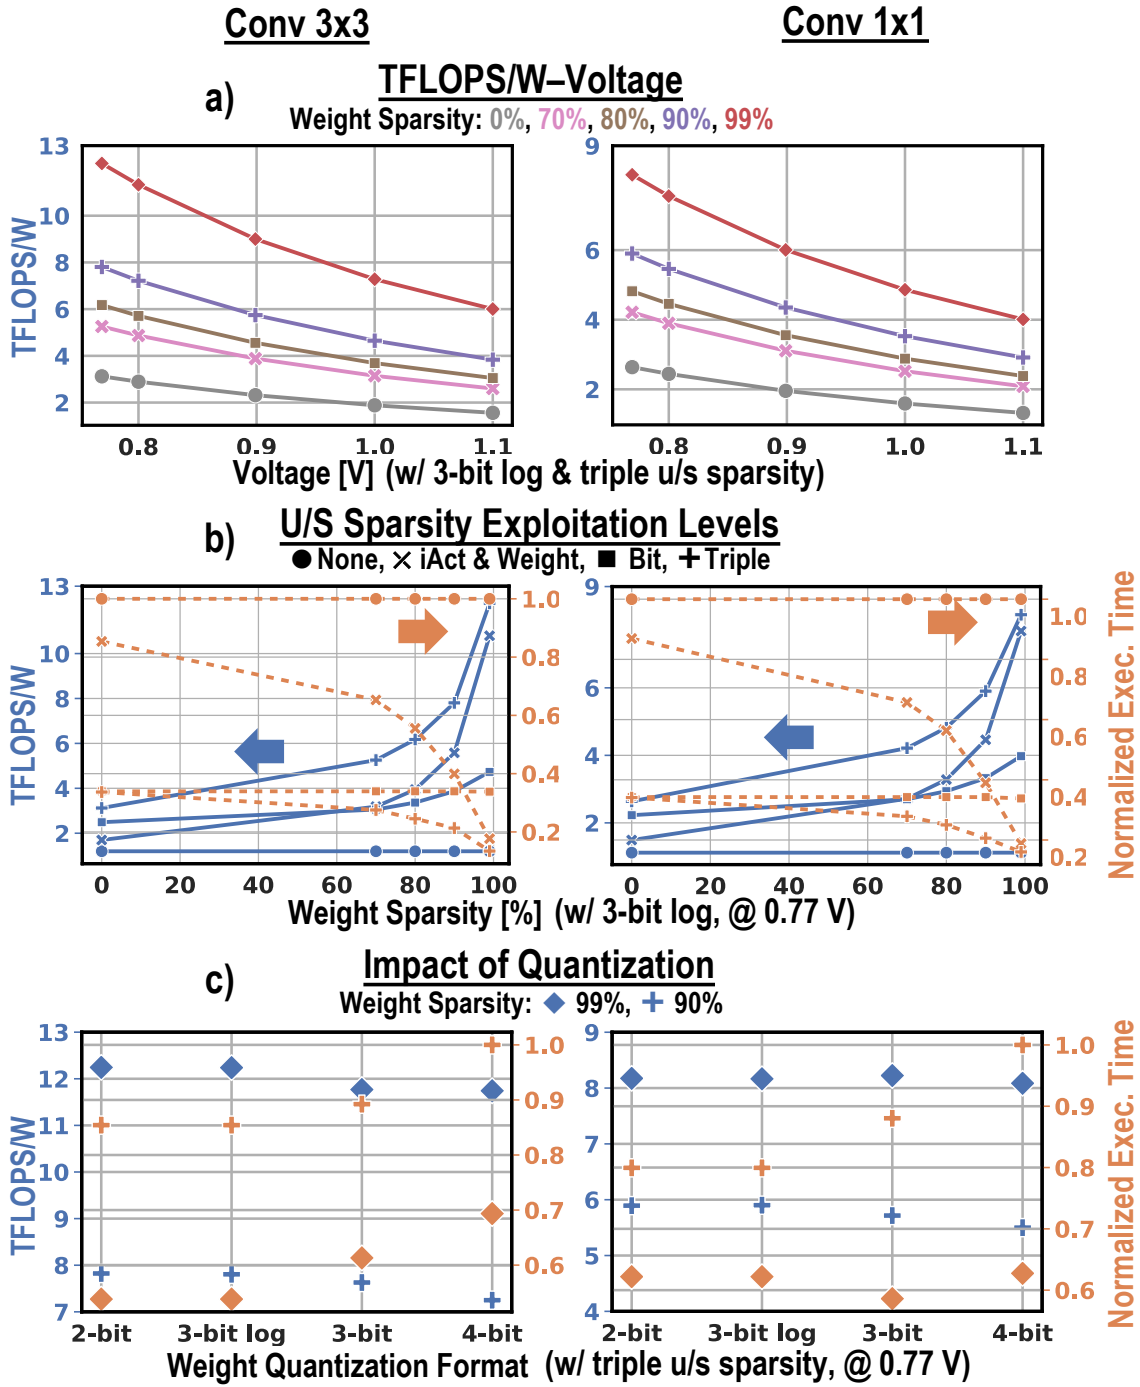 Conv 3x3
Conv 1x1
a)
TFLOPS/W–Voltage
Weight Sparsity: 0%, 70%, 80%, 90%, 99%
13
10
8
6
4
2
TFLOPS/W
0.8
0.9
1.0
1.1
9
6
4
2
0.8
0.9
1.0
1.1
Voltage [V] (w/ 3-bit log & triple u/s sparsity)
b)
U/S Sparsity Exploitation Levels
None, iAct & Weight, Bit, Triple
13
10
8
6
4
2
TFLOPS/W
1.0
0.8
0.6
0.4
0.2
0
20
40
60
80
100
9
6
4
2
1.0
0.8
0.6
0.4
0.2
Normalized Exec. Time
0
20
40
60
80
100
Weight Sparsity [%] (w/ 3-bit log, @ 0.77 V)
c)
Impact of Quantization
Weight Sparsity: 99%, 90%
13
12
11
10
9
8
7
TFLOPS/W
1.0
0.9
0.8
0.7
0.6
2-bit
3-bit log
3-bit
4-bit
9
8
7
6
5
4
1.0
0.9
0.8
0.7
0.6
Normalized Exec. Time
2-bit
3-bit log
3-bit
4-bit
Weight Quantization Format (w/ triple u/s sparsity, @ 0.77 V)